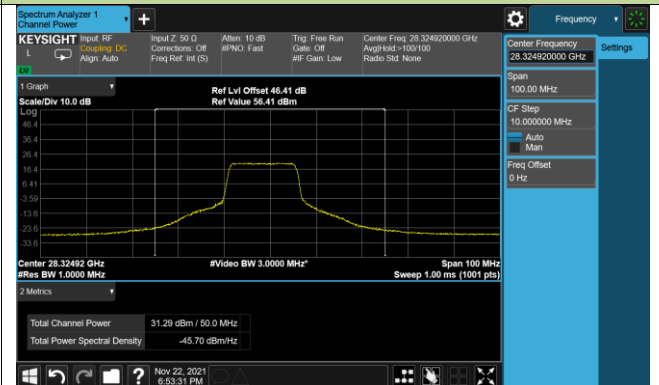 Spectrum Analyzer 1
Channel Power
+
Frequency
KEYSIGHT
L
Input: RF
Coupling: DC
Align: Auto
Input Z: 50 Ω
Corrections: Off
Freq Ref: Int (S)
Atten: 10 dB
#PNO: Fast
Trig: Free Run
Gate: Off
#IF Gain: Low
Center Freq: 28.324920000 GHz
Avg|Hold:>100/100
Radio Std: None
Center Frequency
28.324920000 GHz
Settings
Span
100.00 MHz
CF Step
10.000000 MHz
Auto
Man
Freq Offset
0 Hz
1 Graph
Scale/Div 10.0 dB
Ref Lvl Offset 46.41 dB
Ref Value 56.41 dBm
Log
46.4
36.4
26.4
16.4
6.41
-3.59
-13.6
-23.6
-33.6
Center 28.32492 GHz
#Video BW 3.0000 MHz*
Span 100 MHz
#Res BW 1.0000 MHz
Sweep 1.00 ms (1001 pts)
2 Metrics
Total Channel Power 31.29 dBm / 50.0 MHz
Total Power Spectral Density -45.70 dBm/Hz
?
Nov 22, 2021
6:53:31 PM